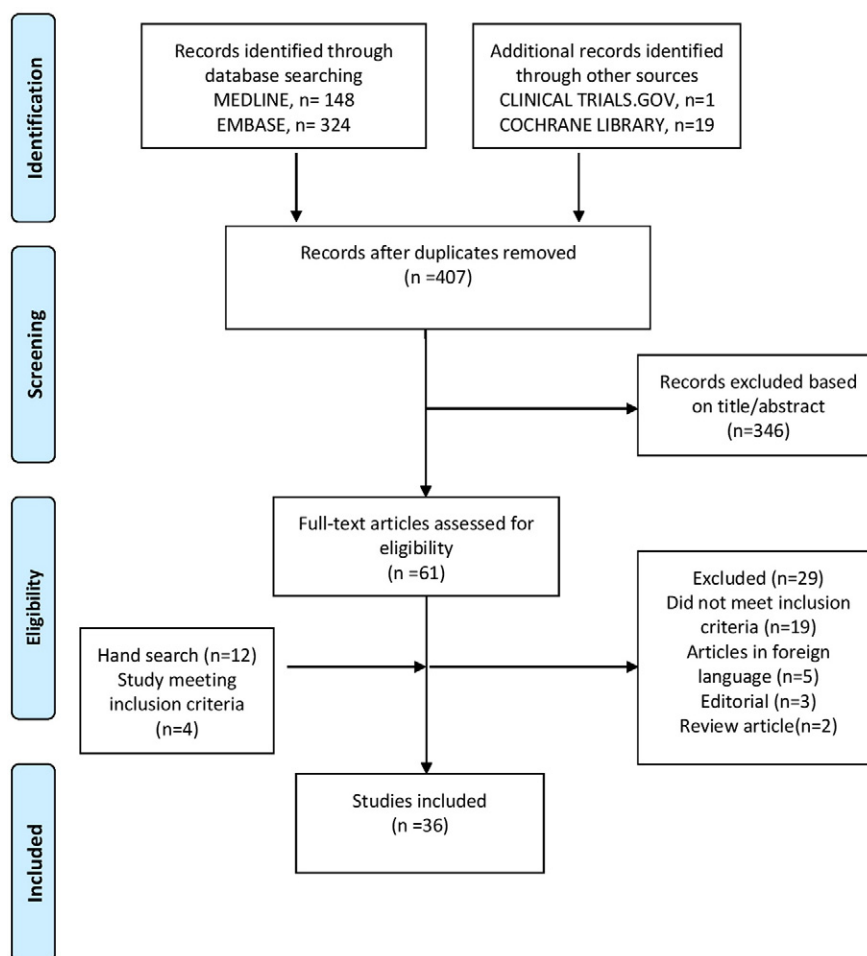 Identification
Records identified through
database searching
MEDLINE, n= 148
EMBASE, n= 324
Additional records identified
through other sources
CLINICAL TRIALS.GOV, n=1
COCHRANE LIBRARY, n=19
Screening
Records after duplicates removed
(n =407)
Records excluded based
on title/abstract
(n=346)
Eligibility
Full-text articles assessed for
eligibility
(n =61)
Hand search (n=12)
Study meeting
inclusion criteria
(n=4)
Excluded (n=29)
Did not meet inclusion
criteria (n=19)
Articles in foreign
language (n=5)
Editorial (n=3)
Review article(n=2)
Included
Studies included
(n =36)